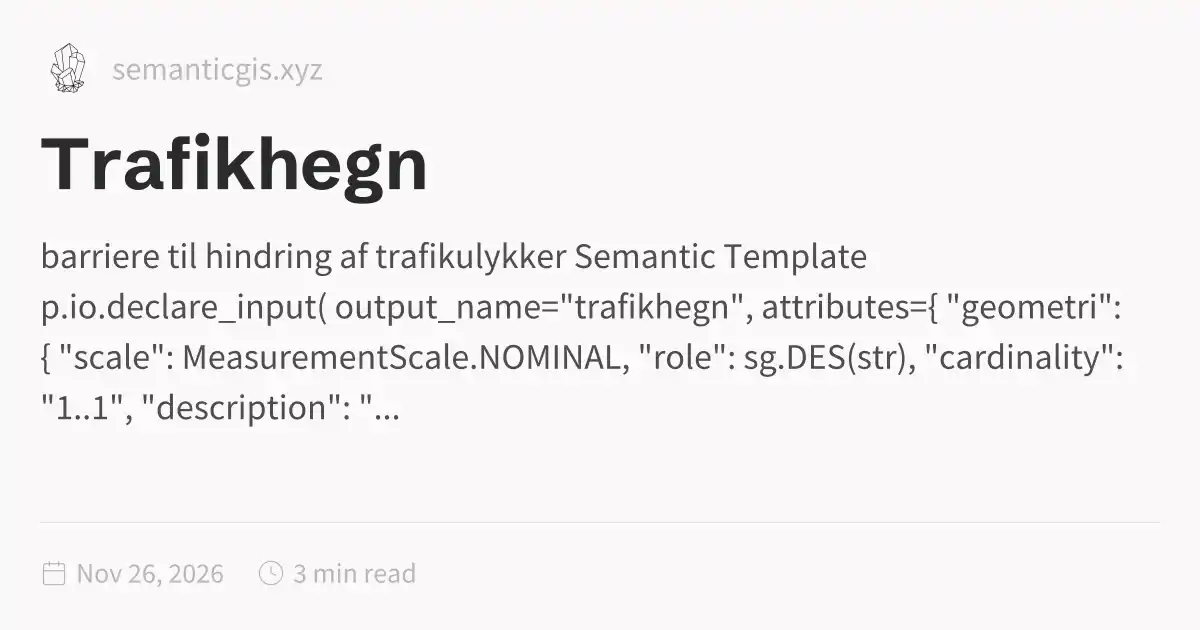 semanticgis.xyz
Trafikhegn
barriere til hindring af trafikulykker Semantic Template
p.io.declare_input( output_name="trafikhegn", attributes={ "geometri":
{ "scale": MeasurementScale.NOMINAL, "role": sg.DES(str), "cardinality":
"1..1", "description": "...
Nov 26, 2026 3 min read